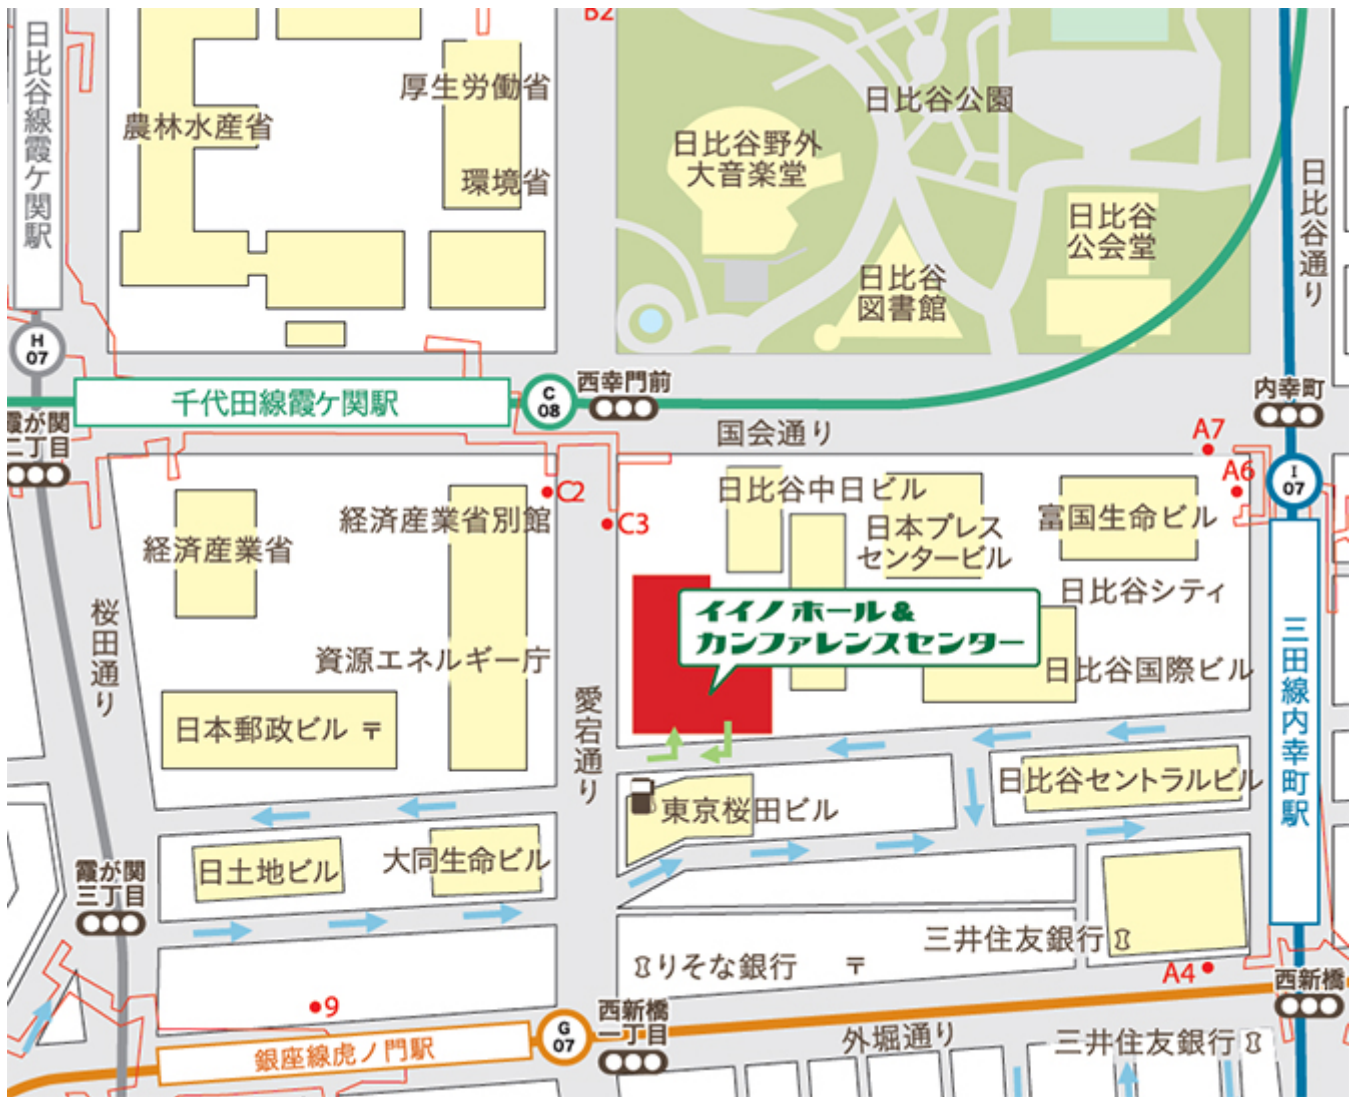 B2
日比谷線霞ケ関駅
H
07
農林水産省
厚生労働省
環境省
日比谷公園
日比谷野外
大音楽堂
日比谷
公会堂
日比谷
図書館
日比谷通り
千代田線霞ケ関駅
C
08
西幸門前
内幸町
霞が関
二丁目
国会通り
A7
A6
I
07
C2
C3
経済産業省別館
経済産業省
日比谷中日ビル
日本プレス
センタービル
富国生命ビル
日比谷シティ
イイノホール&
カンファレンスセンター
桜田通り
資源エネルギー庁
日比谷国際ビル
三田線内幸町駅
日本郵政ビル 〒
愛宕通り
日比谷セントラルビル
東京桜田ビル
日土地ビル
大同生命ビル
霞が関
三丁目
三井住友銀行
りそな銀行
〒
A4
西新橋
9
西新橋
一丁目
G
07
銀座線虎ノ門駅
外堀通り
三井住友銀行